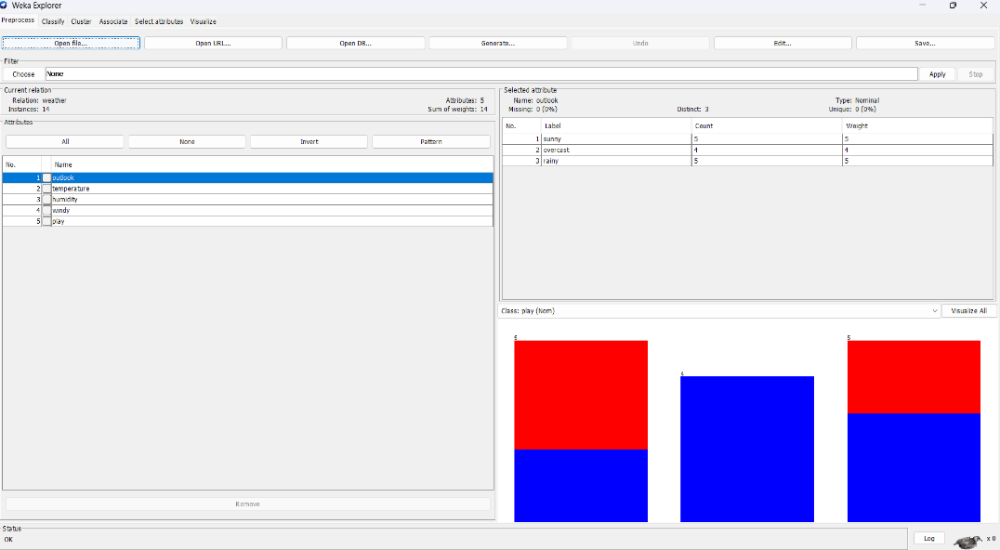 Weka Explorer
Preprocess Classify Cluster Associate Select attributes Visualize
Open file... Open URL... Open DB... Generate... Undo Edit... Save...
Filter
Choose None Apply Stop
Current relation
Relation: weather Attributes: 5
Instances: 14 Sum of weights: 14
Attributes
All None Invert Pattern
No. Name
1 outlook
2 temperature
3 humidity
4 windy
5 play
Remove
Selected attribute
Name: outlook Type: Nominal
Missing: 0 (0%) Distinct: 3 Unique: 0 (0%)
No. Label Count Weight
1 sunny 5 5
2 overcast 4 4
3 rainy 5 5
Class: play (Nom) Visualize All
5 4 5
Status
OK Log x 0